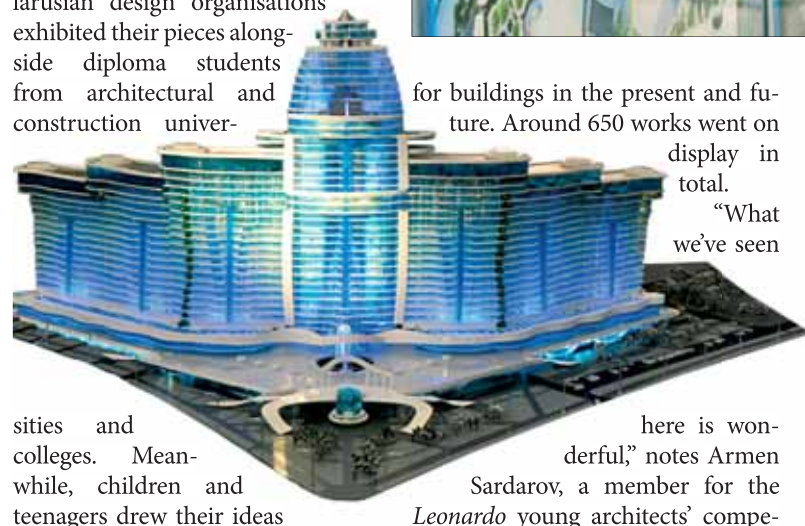 larusian design organisations
exhibited their pieces along-
side diploma students
from architectural and
construction univer-
sities and
colleges. Mean-
while, children and
teenagers drew their ideas
for buildings in the present and fu-
ture. Around 650 works went on
display in
total.
“What
we’ve seen
here is won-
derful,” notes Armen
Sardarov, a member for the
Leonardo young architects’ compe-